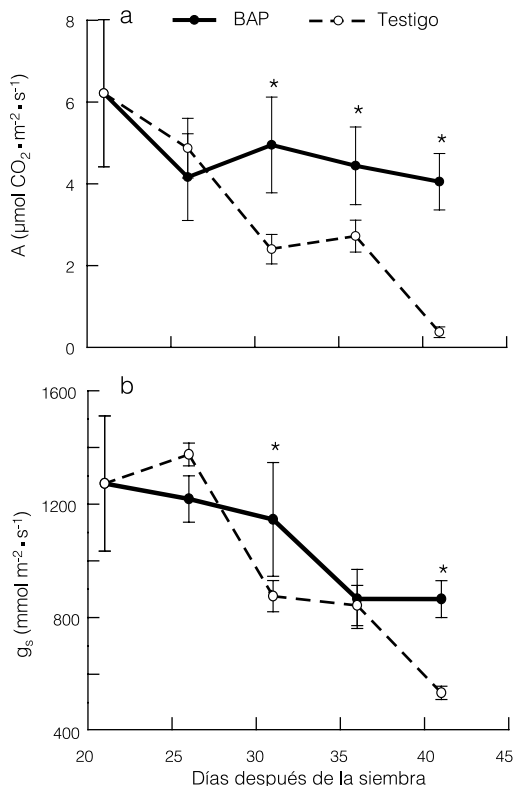 a
BAP
Testigo
8
6
4
2
0
A (µmol CO2▪m-2▪s-1)
*
*
*
b
1600
1200
800
400
gs (mmol m-2▪s-1)
*
*
20 25 30 35 40 45
Días después de la siembra